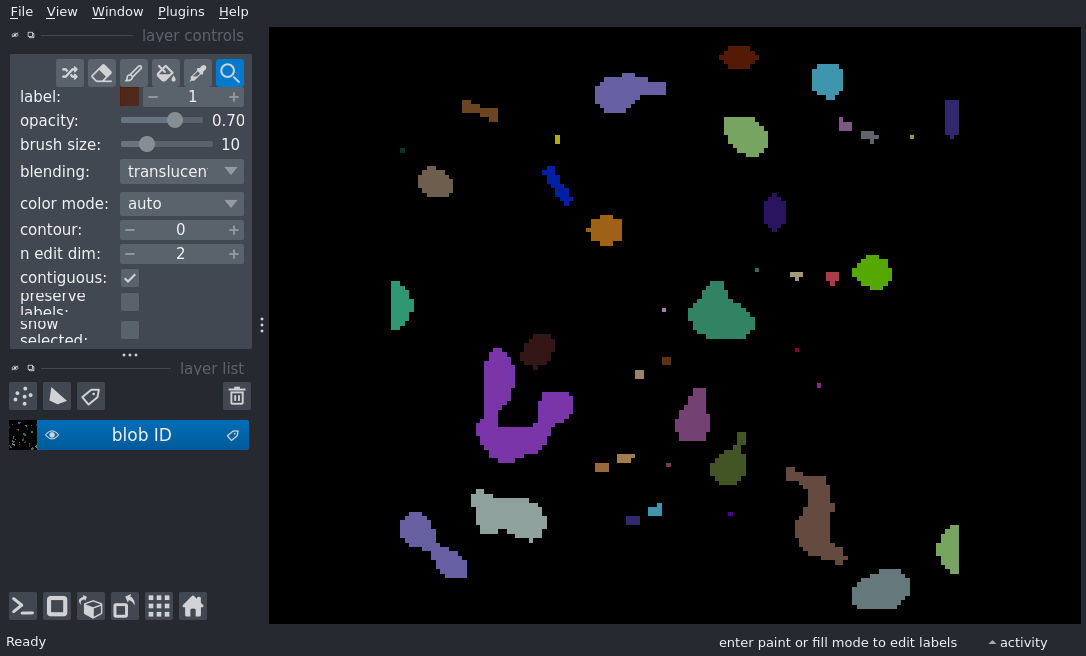 File View Window Plugins Help
layer controls
label: 1
opacity: 0.70
brush size: 10
blending: translucen
color mode: auto
contour: 0
n edit dim: 2
contiguous:
preserve
labels:
show
selected:
layer list
blob ID
Ready
enter paint or fill mode to edit labels
activity